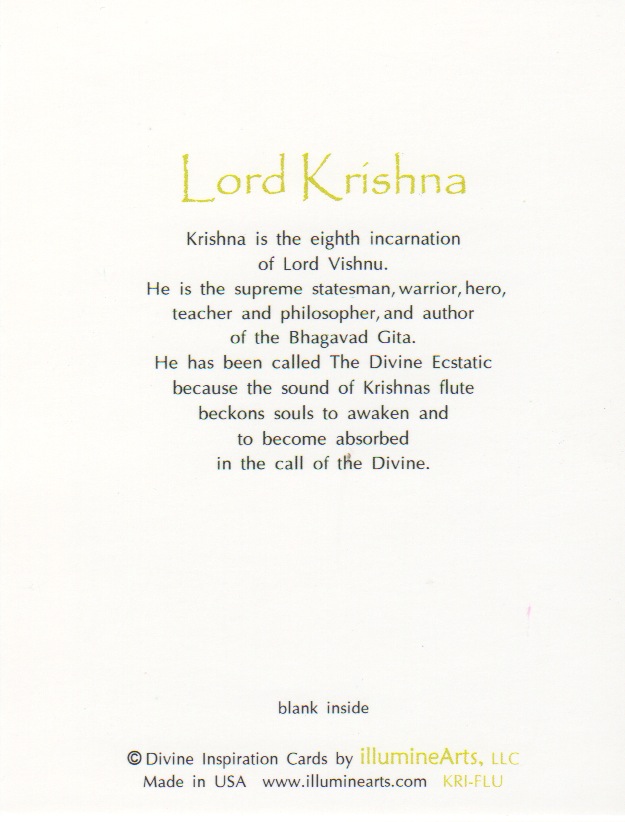 Lord Krishna
Krishna is the eighth incarnation
of Lord Vishnu.
He is the supreme statesman, warrior, hero,
teacher and philosopher, and author
of the Bhagavad Gita.
He has been called The Divine Ecstatic
because the sound of Krishnas flute
beckons souls to awaken and
to become absorbed
in the call of the Divine.
blank inside
© Divine Inspiration Cards by illumineArts, LLC
Made in USA www.illuminearts.com KRI-FLU